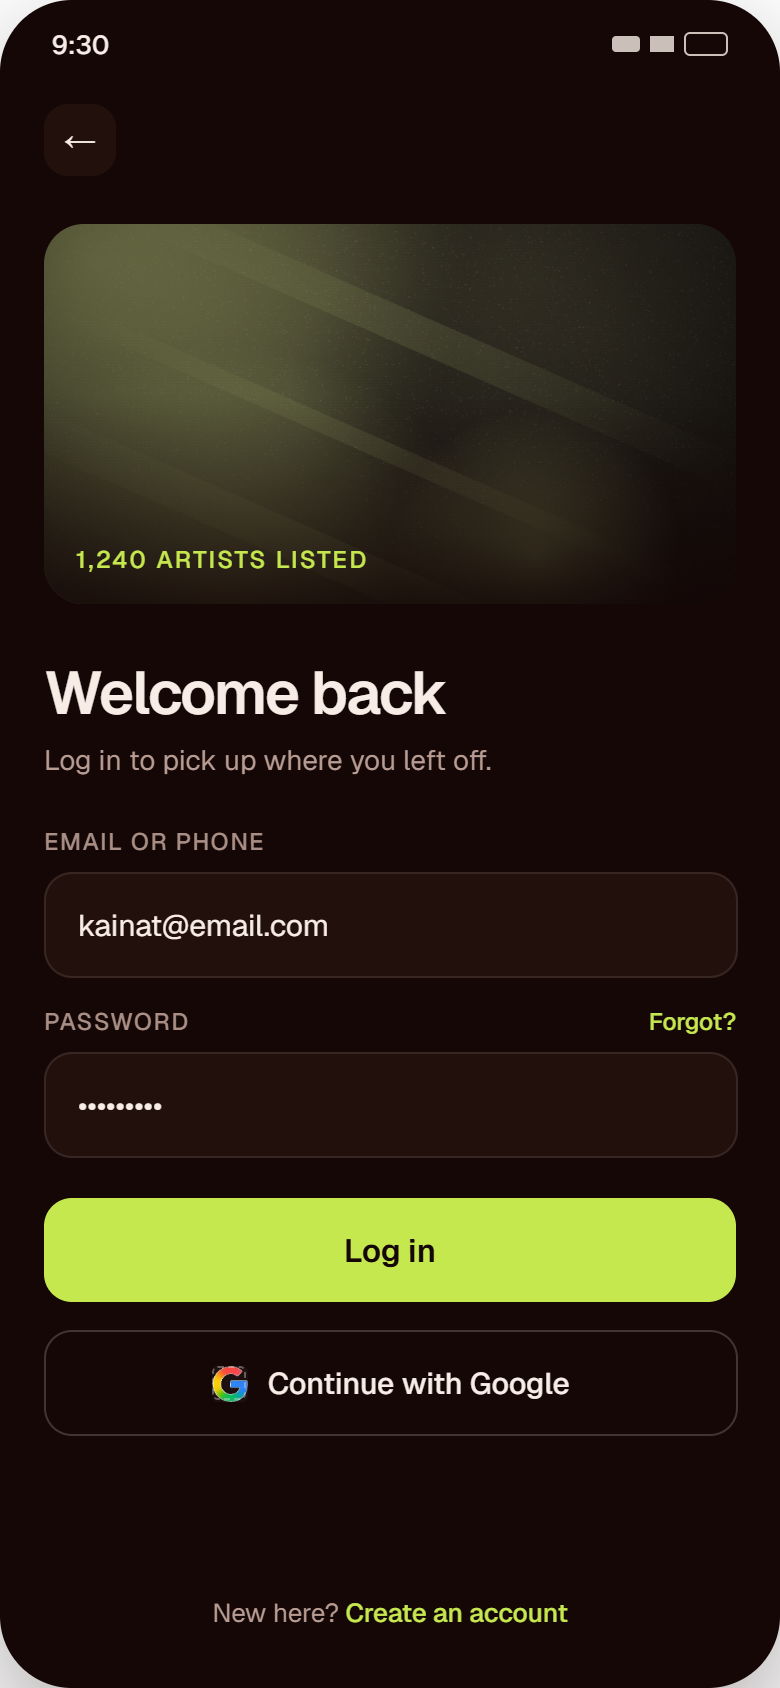 9:30
←
1,240 ARTISTS LISTED
Welcome back
Log in to pick up where you left off.
EMAIL OR PHONE
kainat@email.com
PASSWORD
Forgot?
•••••••••
Log in
G Continue with Google
New here? Create an account